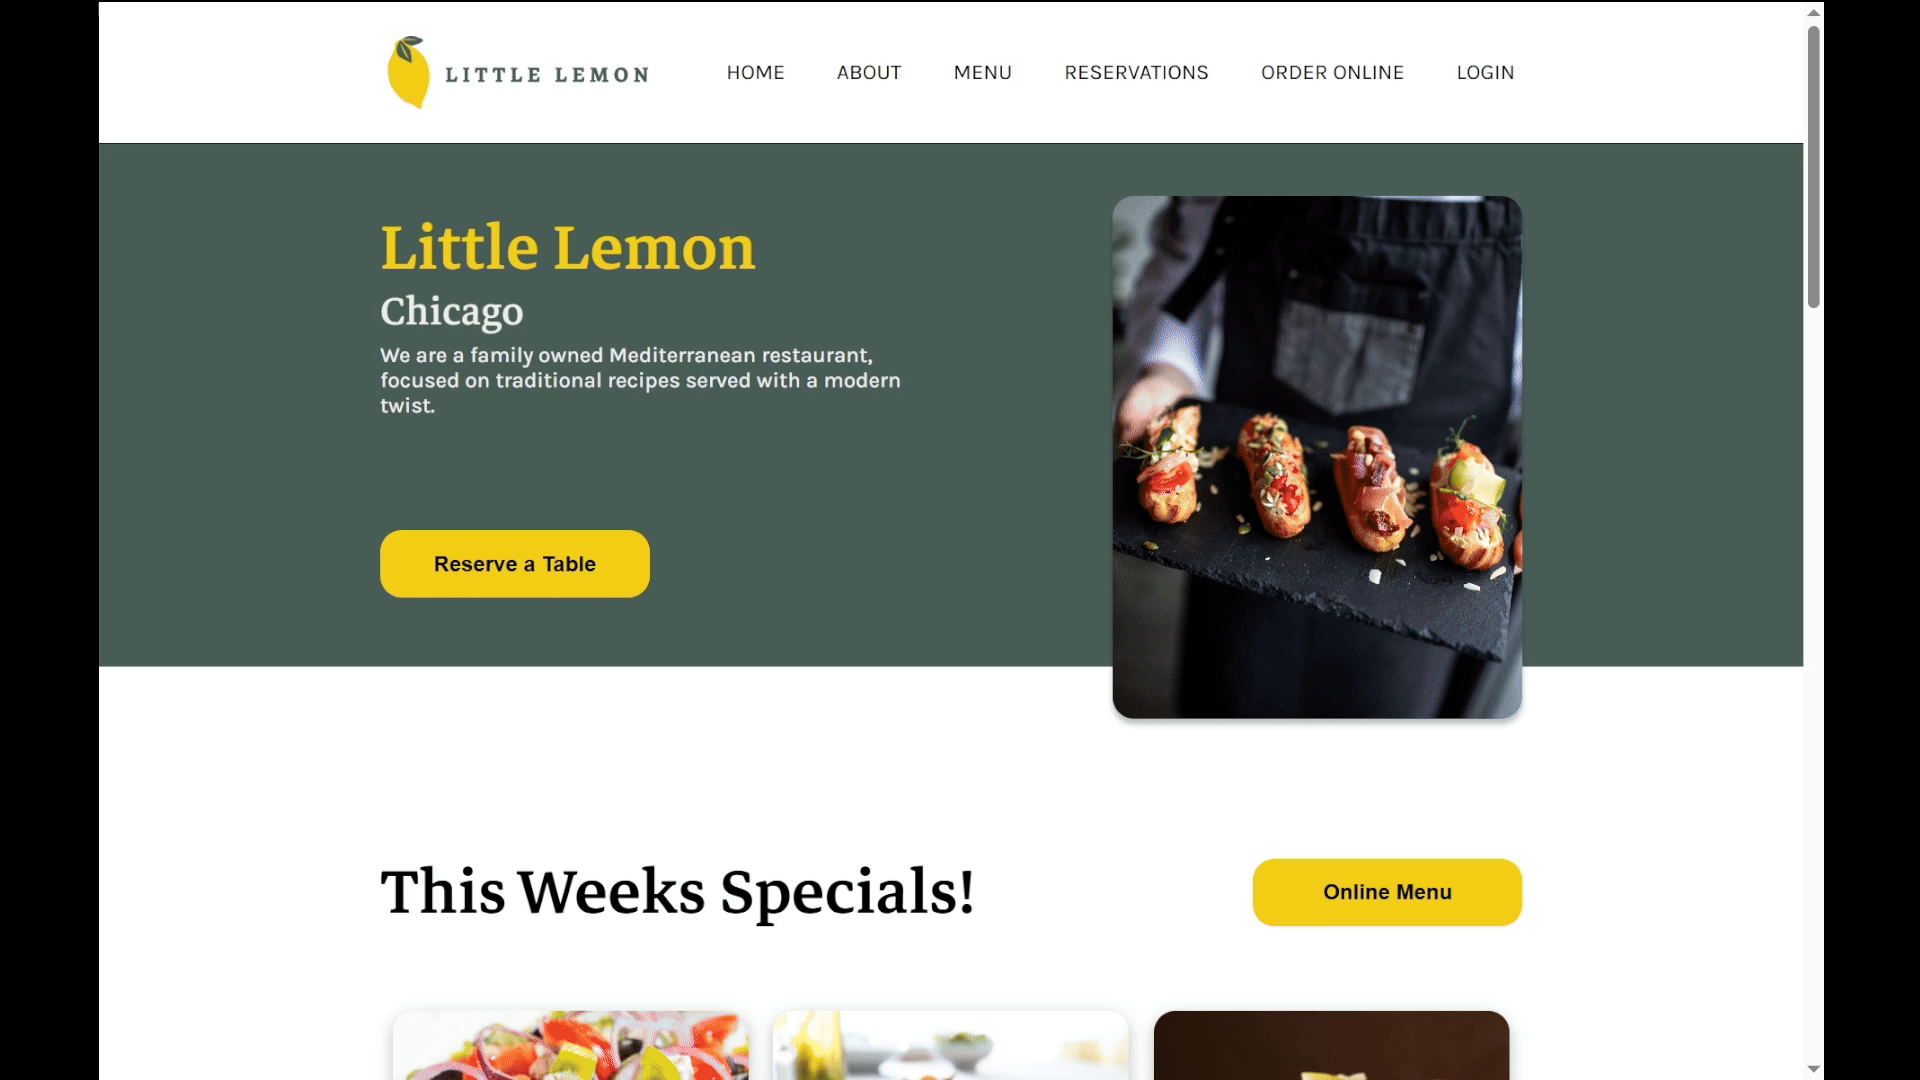 LITTLE LEMON
HOME
ABOUT
MENU
RESERVATIONS
ORDER ONLINE
LOGIN
Little Lemon
Chicago
We are a family owned Mediterranean restaurant,
focused on traditional recipes served with a modern
twist.
Reserve a Table
This Weeks Specials!
Online Menu